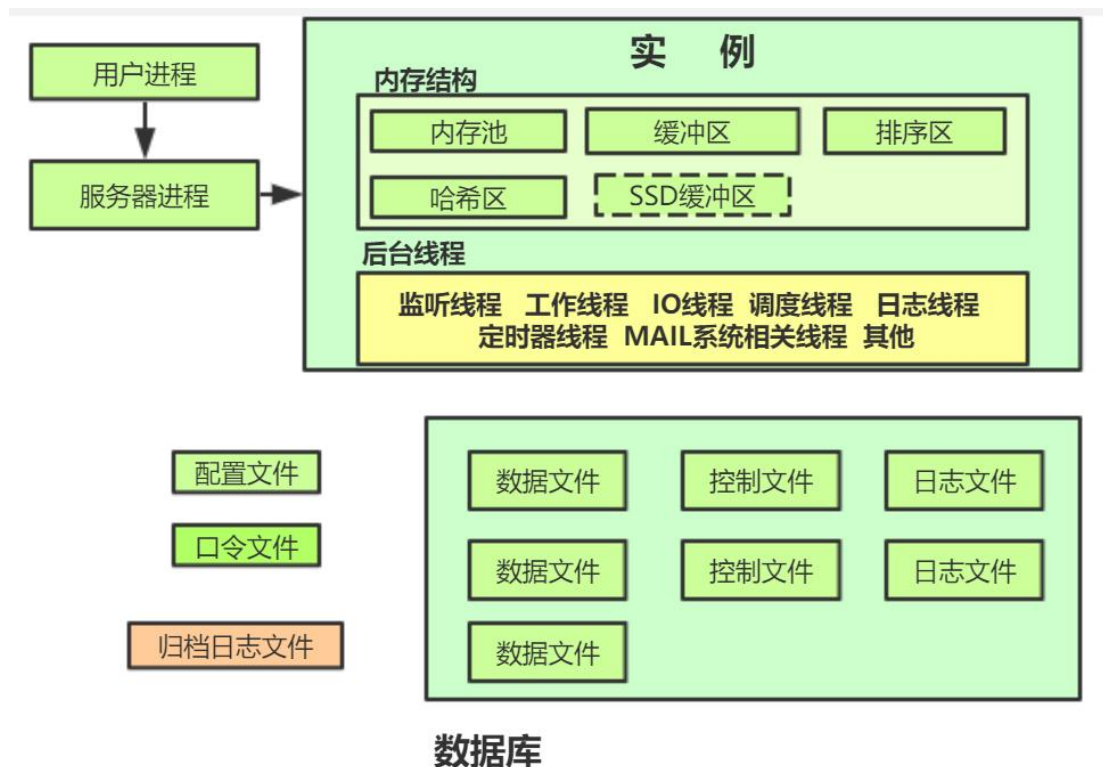 实 例
用户进程
内存结构
内存池 缓冲区 排序区
服务器进程
哈希区 SSD缓冲区
后台线程
监听线程 工作线程 IO线程 调度线程 日志线程
定时器线程 MAIL系统相关线程 其他
配置文件
数据文件 控制文件 日志文件
口令文件
数据文件 控制文件 日志文件
归档日志文件
数据文件
数据库